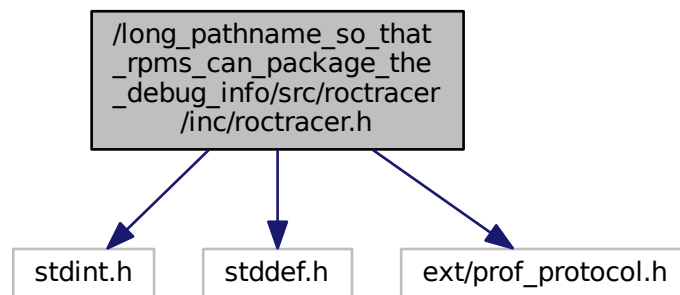 /long_pathname_so_that
_rpms_can_package_the
_debug_info/src/roctracer
/inc/roctracer.h
stdint.h
stddef.h
ext/prof_protocol.h